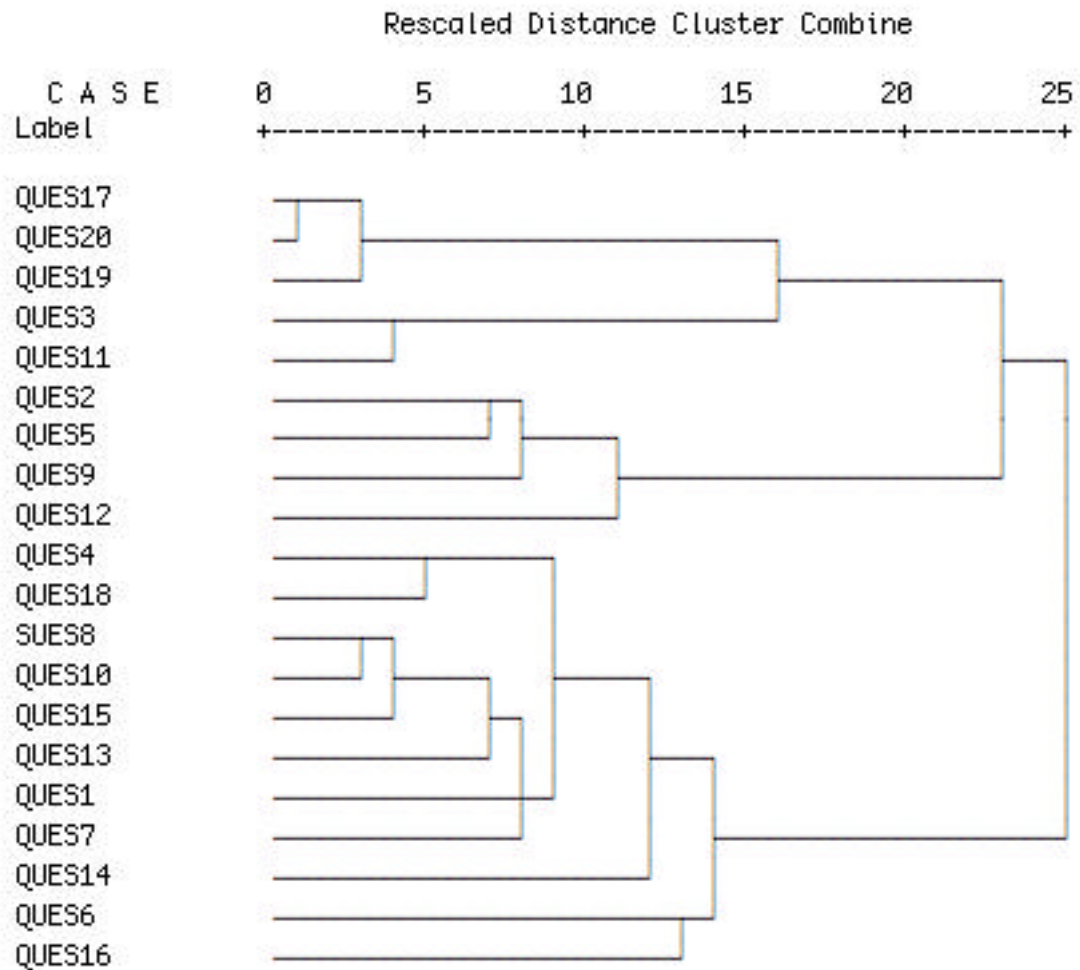 Rescaled Distance Cluster Combine
C A S E 0 5 10 15 20 25
Label +---------+---------+---------+---------+---------+
QUES17
QUES20
QUES19
QUES3
QUES11
QUES2
QUES5
QUES9
QUES12
QUES4
QUES18
SUES8
QUES10
QUES15
QUES13
QUES1
QUES7
QUES14
QUES6
QUES16